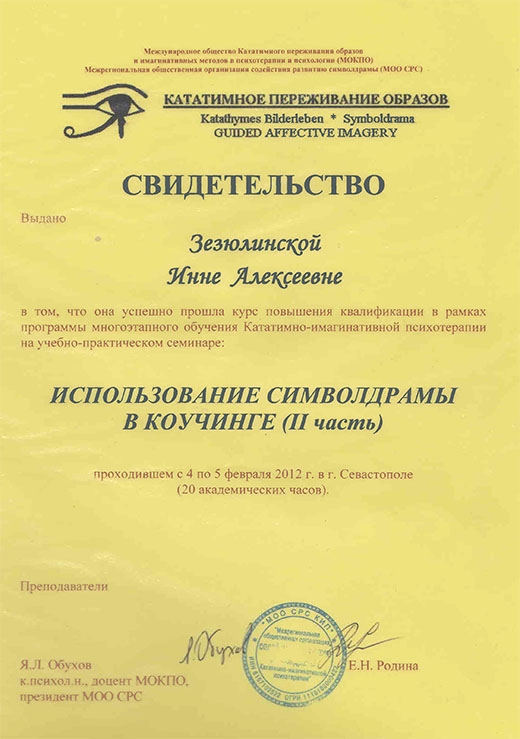 Международное общество Кататимного переживания образов
и имагинативных методов в психотерапии и психологии (МОКПО)
Межрегиональная общественная организация содействия развитию символдрамы (МОО СРС)
КАТАТИМНОЕ ПЕРЕЖИВАНИЕ ОБРАЗОВ
Katathymes Bilderleben * Symboldrama
GUIDED AFFECTIVE IMAGERY
СВИДЕТЕЛЬСТВО
Выдано
Зезюлинской
Инне Алексеевне
в том, что она успешно прошла курс повышения квалификации в рамках
программы многоэтапного обучения Кататимно-имагинативной психотерапии
на учебно-практическом семинаре:
ИСПОЛЬЗОВАНИЕ СИМВОЛДРАМЫ
В КОУЧИНГЕ (II часть)
проходившем с 4 по 5 февраля 2012 г. в г. Севастополе
(20 академических часов).
Преподаватели
"МОО СРС КИП"
"Межрегиональная
общественная организация
Кататимно-имагинативной
психотерапии"
Я.Л. Обухов
Е.Н. Родина
к.психол.н., доцент МОКПО,
президент МОО СРС